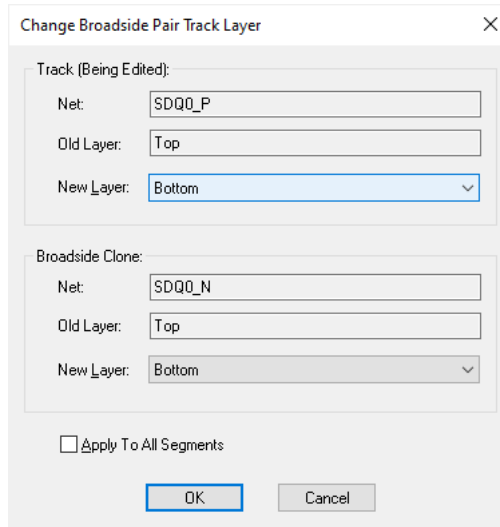 Change Broadside Pair Track Layer
Track (Being Edited):
Net: SDQ0_P
Old Layer: Top
New Layer: Bottom
Broadside Clone:
Net: SDQ0_N
Old Layer: Top
New Layer: Bottom
Apply To All Segments
OK Cancel